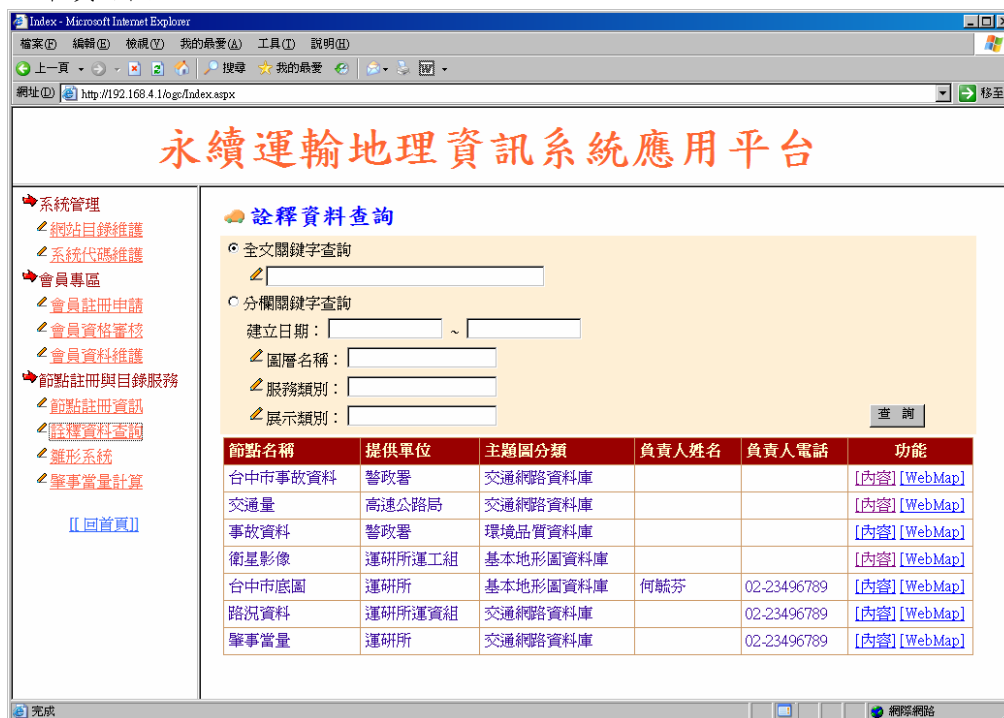 Index - Microsoft Internet Explorer
檔案(F) 編輯(E) 檢視(V) 我的最愛(A) 工具(T) 說明(H)
上一頁 搜尋 我的最愛
網址(D) http://192.168.4.1/ogc/Index.aspx 移至
永續運輸地理資訊系統應用平台
系統管理
網站目錄維護
系統代碼維護
會員專區
會員註冊申請
會員資格審核
會員資料維護
節點註冊與目錄服務
節點註冊資訊
詮釋資料查詢
雛形系統
肇事當量計算
[[ 回首頁]]
詮釋資料查詢
全文關鍵字查詢
分欄關鍵字查詢
建立日期： ~
圖層名稱：
服務類別：
展示類別：
查 詢
節點名稱 提供單位 主題圖分類 負責人姓名 負責人電話 功能
台中市事故資料 警政署 交通網路資料庫 [內容] [WebMap]
交通量 高速公路局 交通網路資料庫 [內容] [WebMap]
事故資料 警政署 環境品質資料庫 [內容] [WebMap]
衛星影像 運研所運工組 基本地形圖資料庫 [內容] [WebMap]
台中市底圖 運研所 基本地形圖資料庫 何毓芬 02-23496789 [內容] [WebMap]
路況資料 運研所運資組 交通網路資料庫 02-23496789 [內容] [WebMap]
肇事當量 運研所 交通網路資料庫 02-23496789 [內容] [WebMap]
完成 網際網路